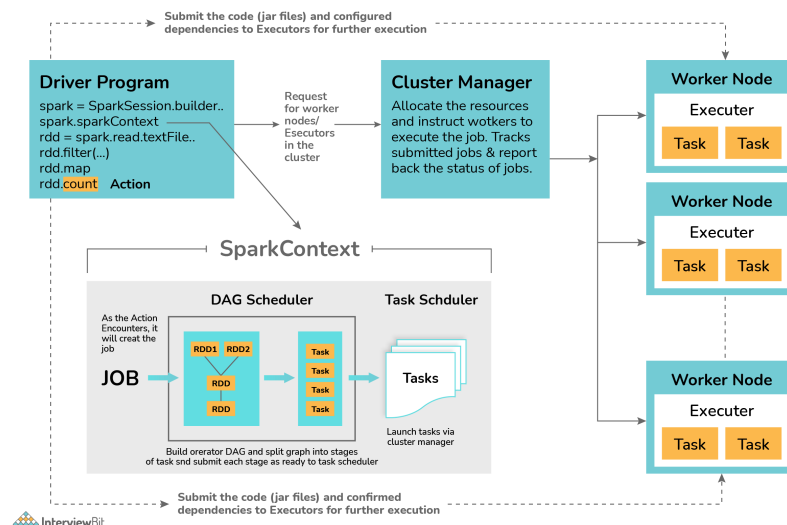 Submit the code (jar files) and configured
dependencies to Executors for further execution
Driver Program
spark = SparkSession.builder..
spark.sparkContext
rdd = spark.read.textFile..
rdd.filter(...)
rdd.map
rdd.count Action
Request
for worker
nodes/
Esecutors
in the
cluster
Cluster Manager
Allocate the resources
and instruct wotkers to
execute the job. Tracks
submitted jobs & report
back the status of jobs.
Worker Node
Executer
Task Task
Worker Node
Executer
Task Task
Worker Node
Executer
Task Task
SparkContext
DAG Scheduler
Task Schduler
As the Action
Encounters, it
will creat the
job
JOB
RDD1 RDD2
RDD
RDD
Task
Task
Task
Task
Tasks
Launch tasks via
cluster manager
Build orerator DAG and split graph into stages
of task snd submit each stage as ready to task scheduler
Submit the code (jar files) and confirmed
dependencies to Executors for further execution
InterviewBit